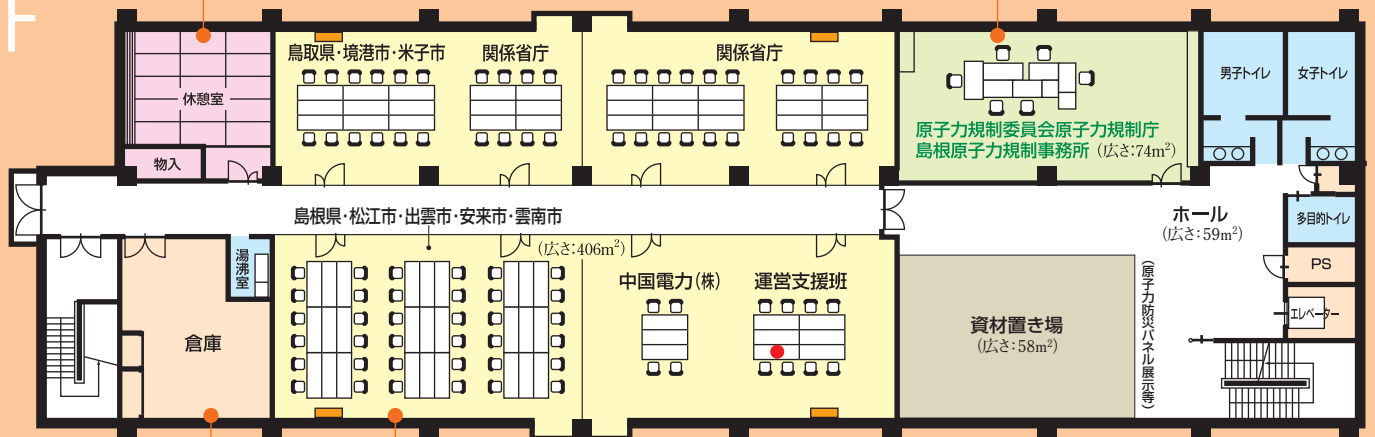 鳥取県・境港市・米子市
関係省庁
関係省庁
男子トイレ
女子トイレ
休憩室
原子力規制委員会原子力規制庁
島根原子力規制事務所（広さ：74m²）
物入
島根県・松江市・出雲市・安来市・雲南市
（広さ：406m²）
ホール
（広さ：59m²）
多目的トイレ
湯沸室
中国電力(株)
運営支援班
PS
（原子力防災パネル展示等）
エレベーター
倉庫
資材置き場
（広さ：58m²）